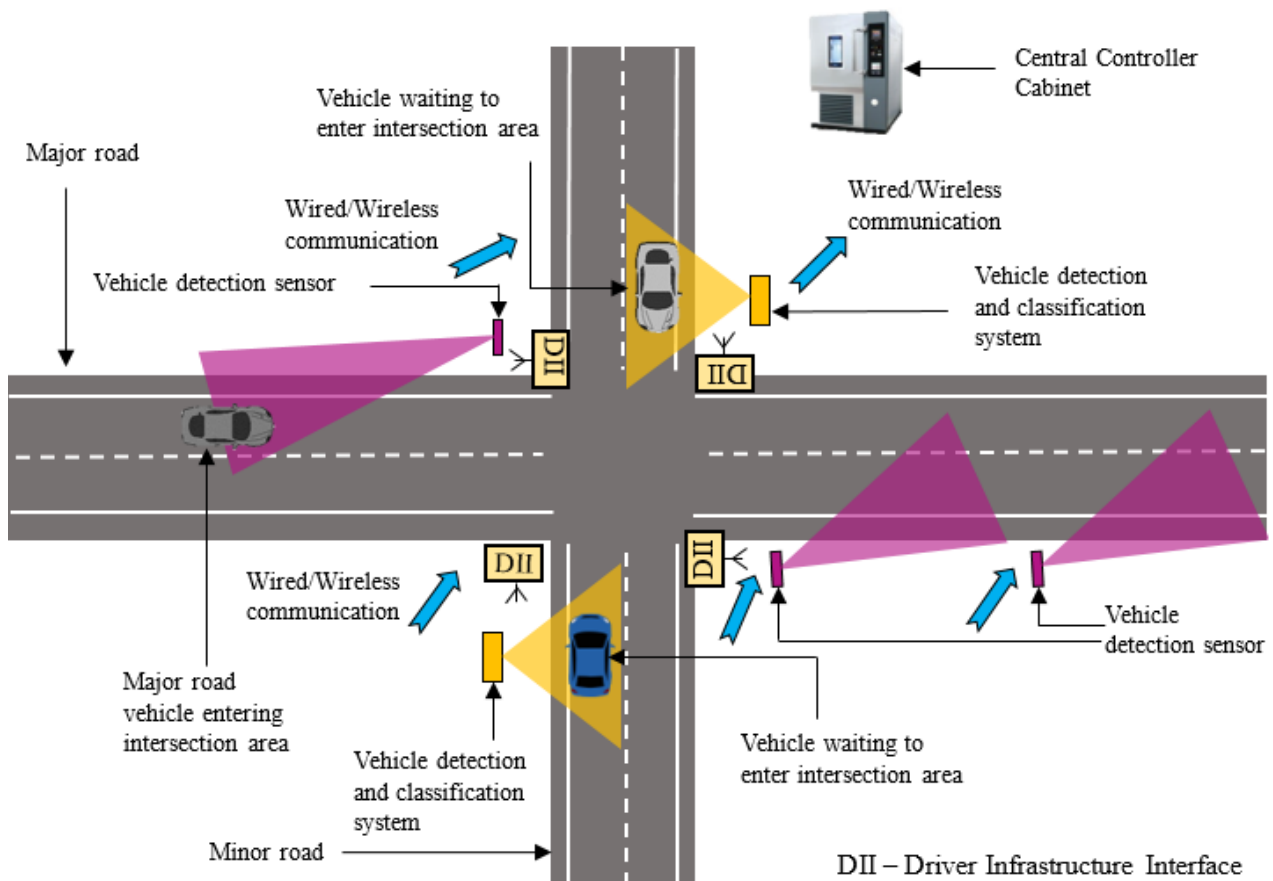 Central Controller
Cabinet
Vehicle waiting to
enter intersection area
Major road
Wired/Wireless
communication
Wired/Wireless
communication
Vehicle detection sensor
Vehicle detection
and classification
system
DII
DII
DII
DII
Wired/Wireless
communication
Vehicle
detection sensor
Major road
vehicle entering
intersection area
Vehicle detection
and classification
system
Vehicle waiting to
enter intersection area
Minor road
DII – Driver Infrastructure Interface